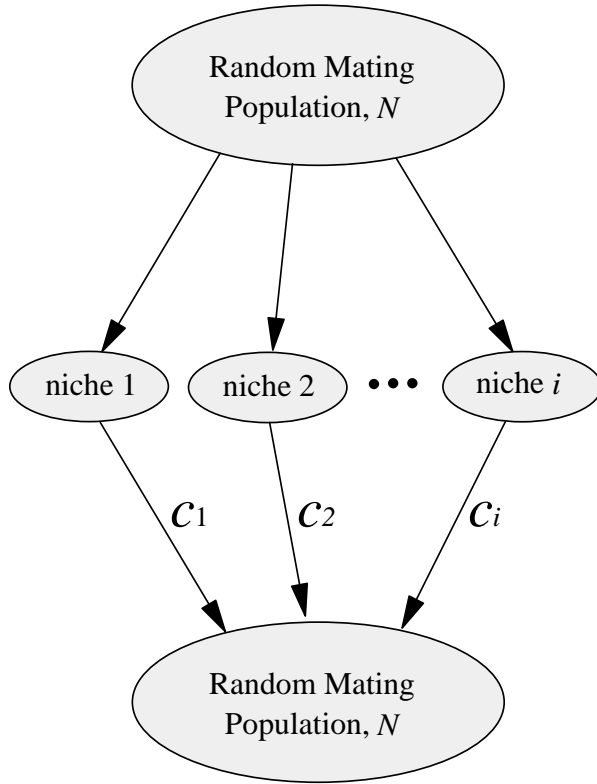 Random Mating
Population, N
niche 1
niche 2
•••
niche i
c1
c2
ci
Random Mating
Population, N